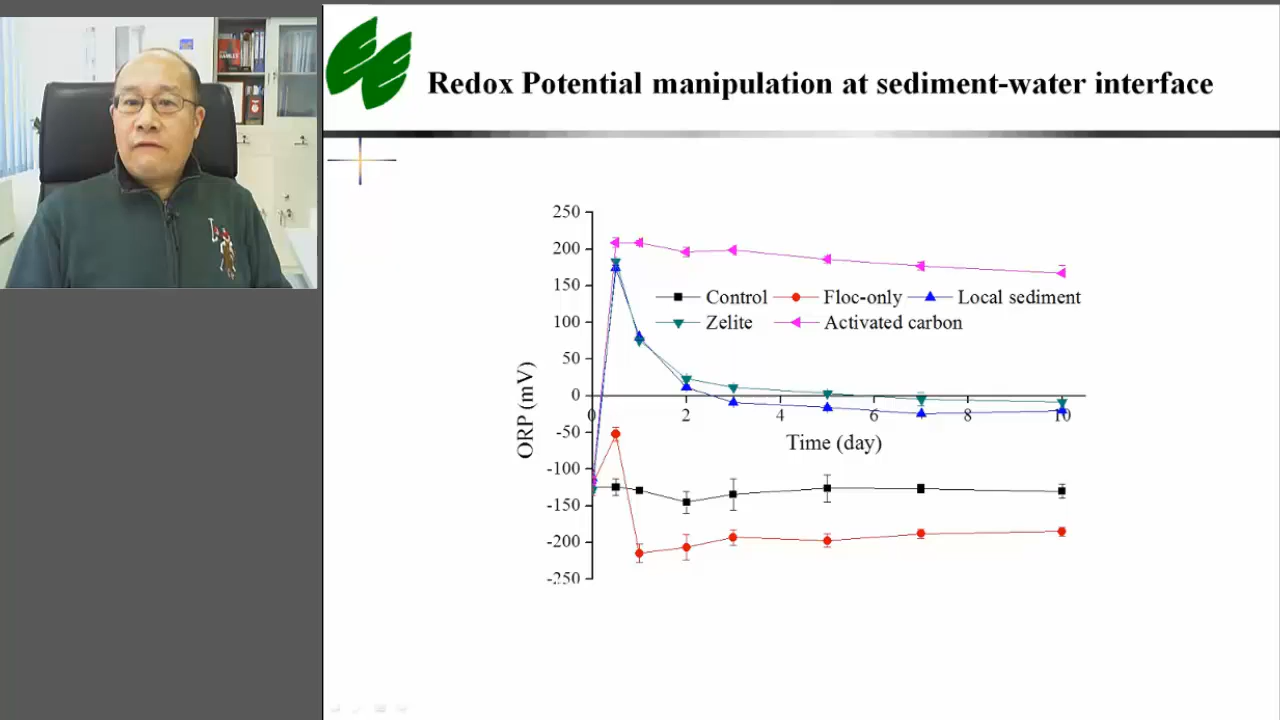 Redox Potential manipulation at sediment-water interface
250
200
150
100
50
0
-50
-100
-150
-200
-250
ORP (mV)
Control
Floc-only
Local sediment
Zelite
Activated carbon
0 2 4 6 8 10
Time (day)